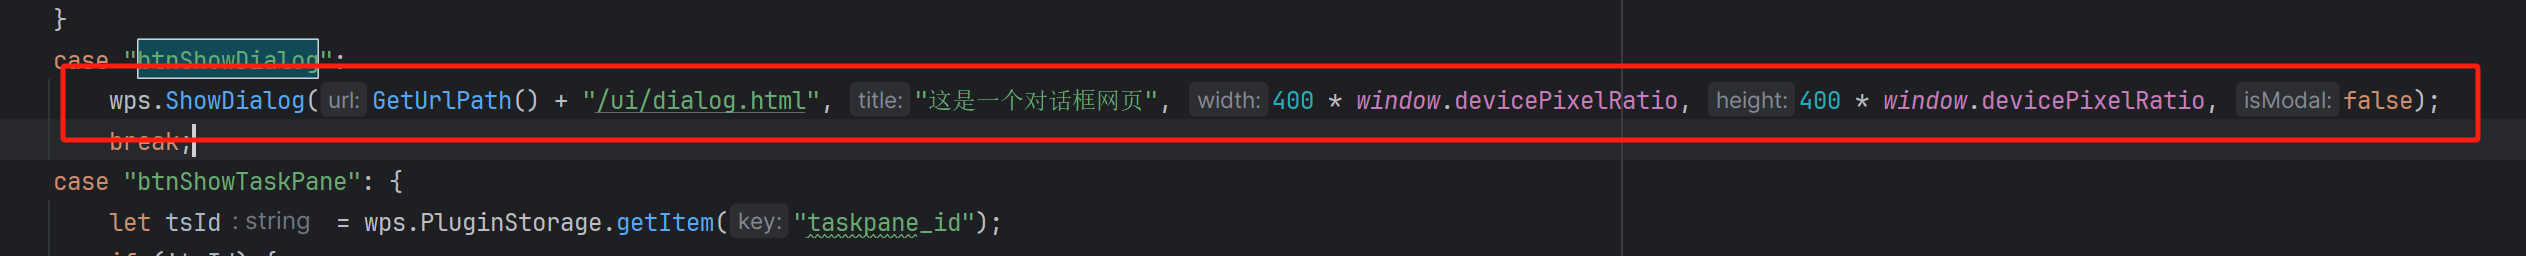 }
case "btnShowDialog":
wps.ShowDialog( url: GetUrlPath() + "/ui/dialog.html", title: "这是一个对话框网页", width: 400 * window.devicePixelRatio, height: 400 * window.devicePixelRatio, isModal: false);
break;
case "btnShowTaskPane": {
let tsId : string = wps.PluginStorage.getItem( key: "taskpane_id");